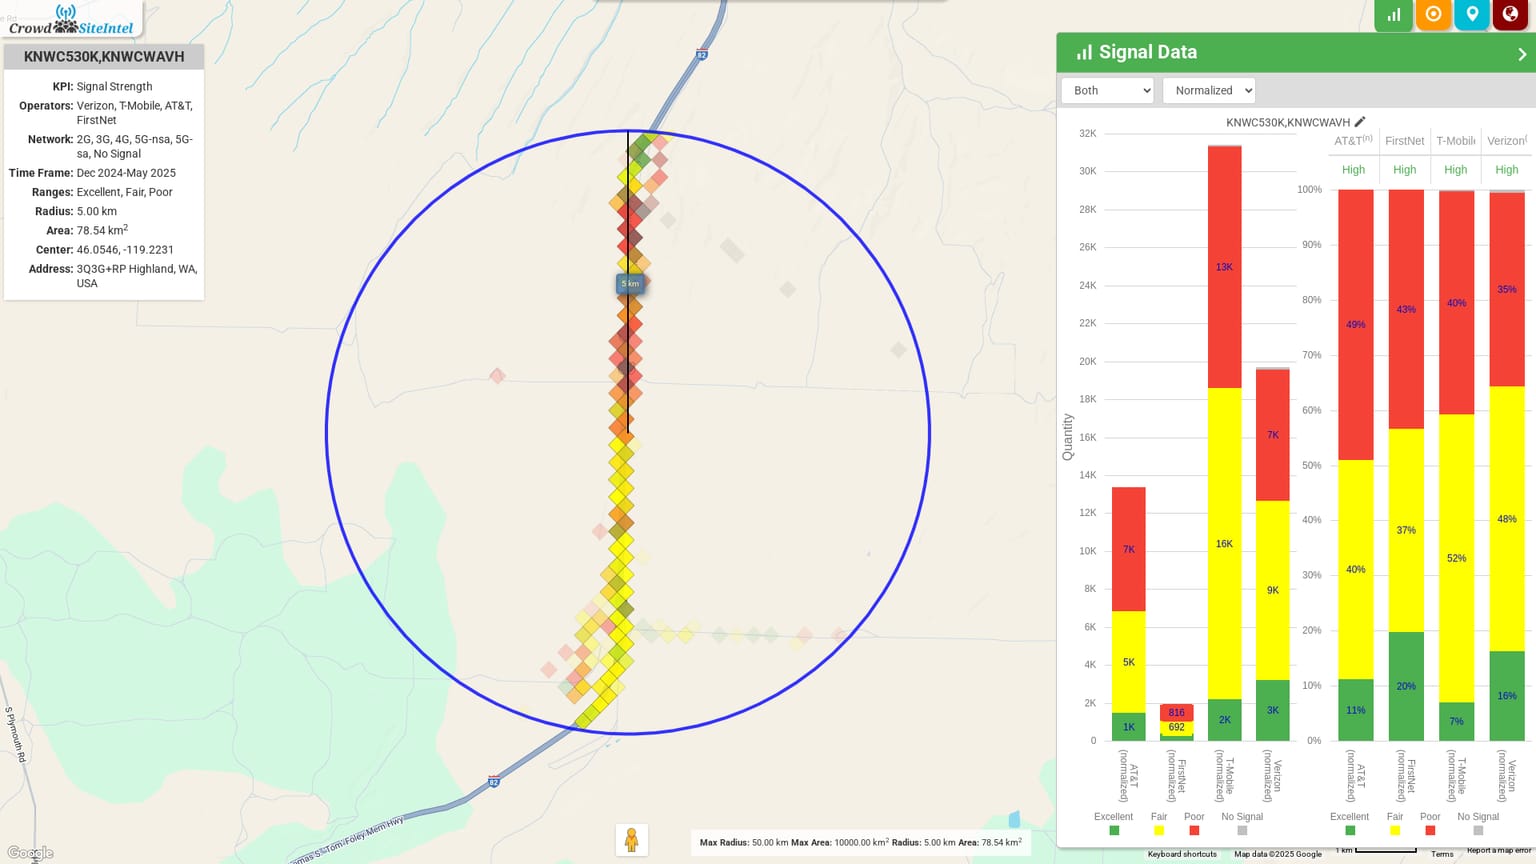 Crowd SiteIntel
KNWC530K,KNWCWAVH
KPI: Signal Strength
Operators: Verizon, T-Mobile, AT&T,
FirstNet
Network: 2G, 3G, 4G, 5G-nsa, 5G-
sa, No Signal
Time Frame: Dec 2024-May 2025
Ranges: Excellent, Fair, Poor
Radius: 5.00 km
Area: 78.54 km²
Center: 46.0546, -119.2231
Address: 3Q3G+RP Highland, WA,
USA
82
5 km
82
S Plymouth Rd
omas S. Tom Foley Mem Hwy
Google
Max Radius: 50.00 km Max Area: 10000.00 km² Radius: 5.00 km Area: 78.54 km²
Signal Data
Both
Normalized
KNWC530K,KNWCWAVH
Quantity
32K
30K
28K
26K
24K
22K
20K
18K
16K
14K
12K
10K
8K
6K
4K
2K
0
7K
5K
1K
816
692
13K
16K
2K
7K
9K
3K
AT&T (normalized)
FirstNet (normalized)
T-Mobile (normalized)
Verizon (normalized)
Excellent Fair Poor No Signal
AT&T(n) FirstNet T-Mobile Verizon(
High High High High
100%
90%
80%
70%
60%
50%
40%
30%
20%
10%
0%
49%
40%
11%
43%
37%
20%
40%
52%
7%
35%
48%
16%
AT&T (normalized)
FirstNet (normalized)
T-Mobile (normalized)
Verizon (normalized)
Excellent Fair Poor No Signal
Keyboard shortcuts Map data ©2025 Google 1 km Terms Report a map error